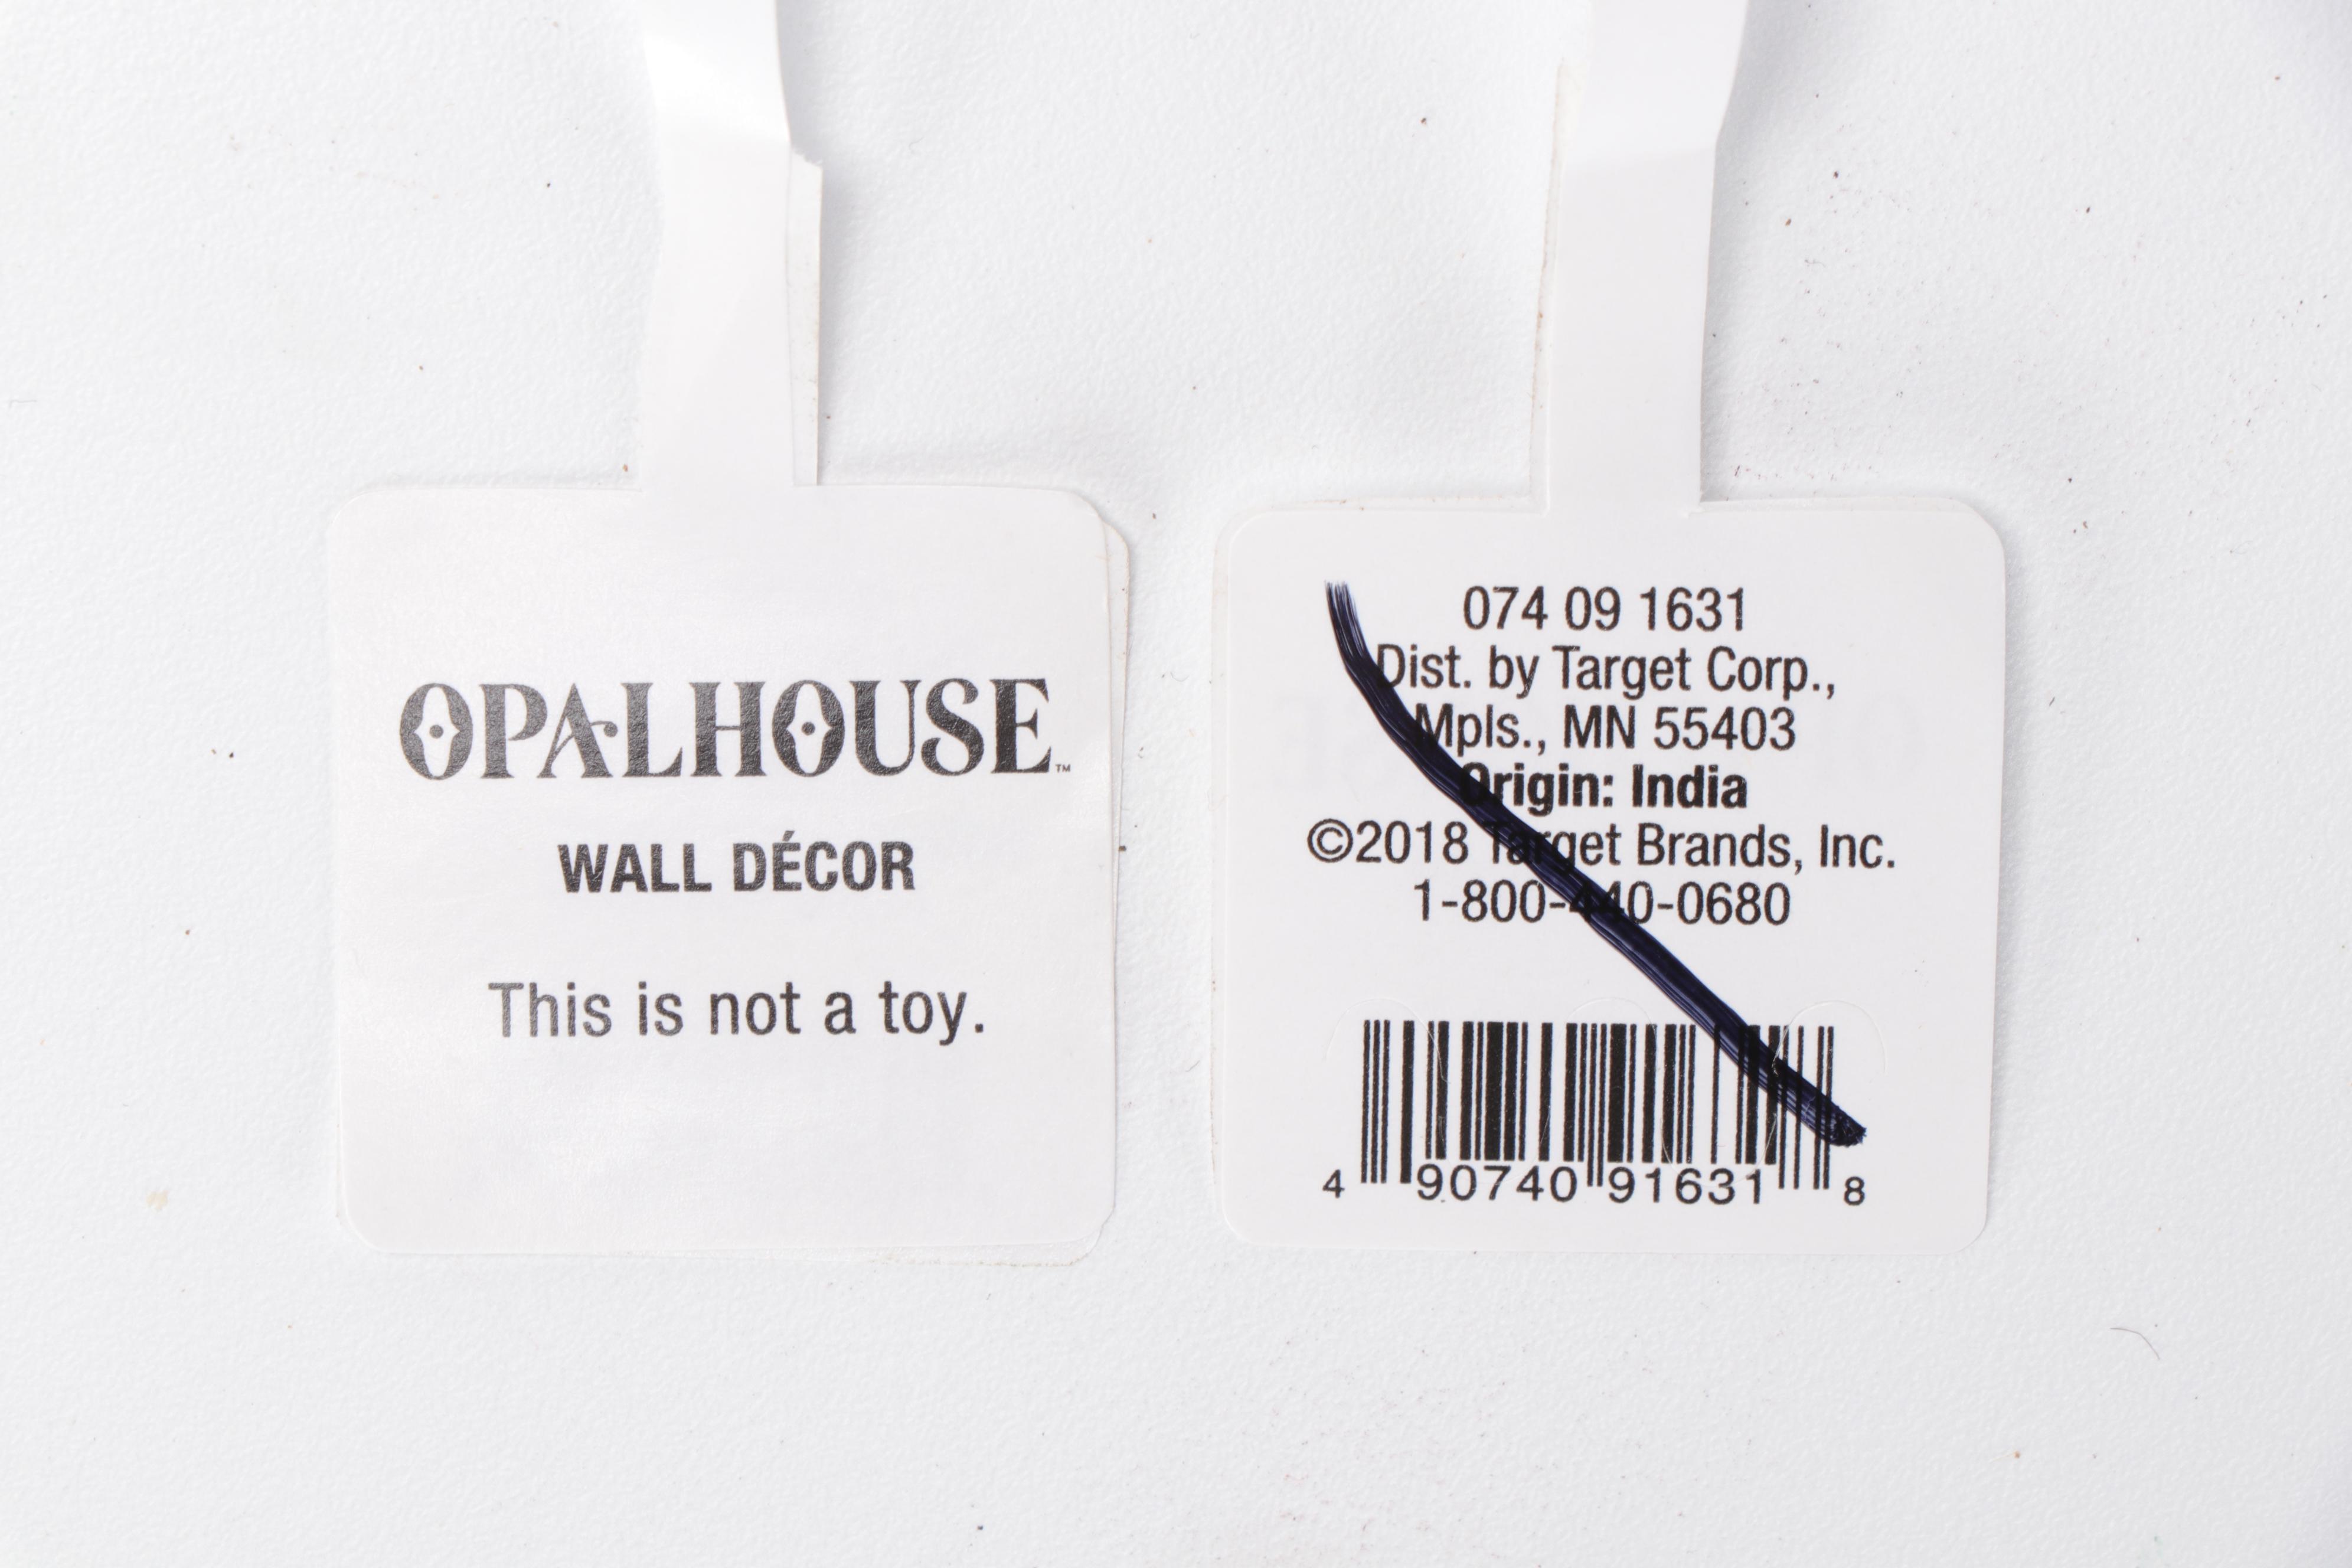 OPALHOUSE™
WALL DÉCOR
This is not a toy.
074 09 1631
Dist. by Target Corp.,
Mpls., MN 55403
Origin: India
©2018 Target Brands, Inc.
1-800-440-0680
4 90740 91631 8